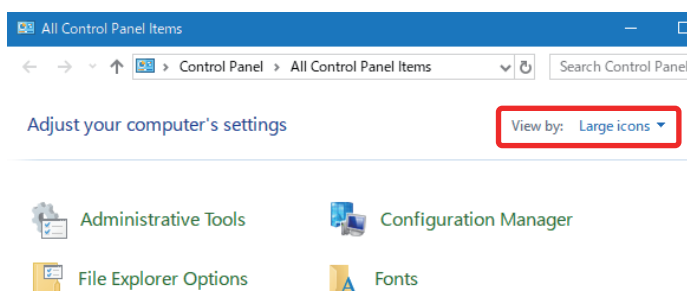 All Control Panel Items
Control Panel > All Control Panel Items
Search Control Panel
Adjust your computer's settings
View by: Large icons
Administrative Tools
Configuration Manager
File Explorer Options
Fonts